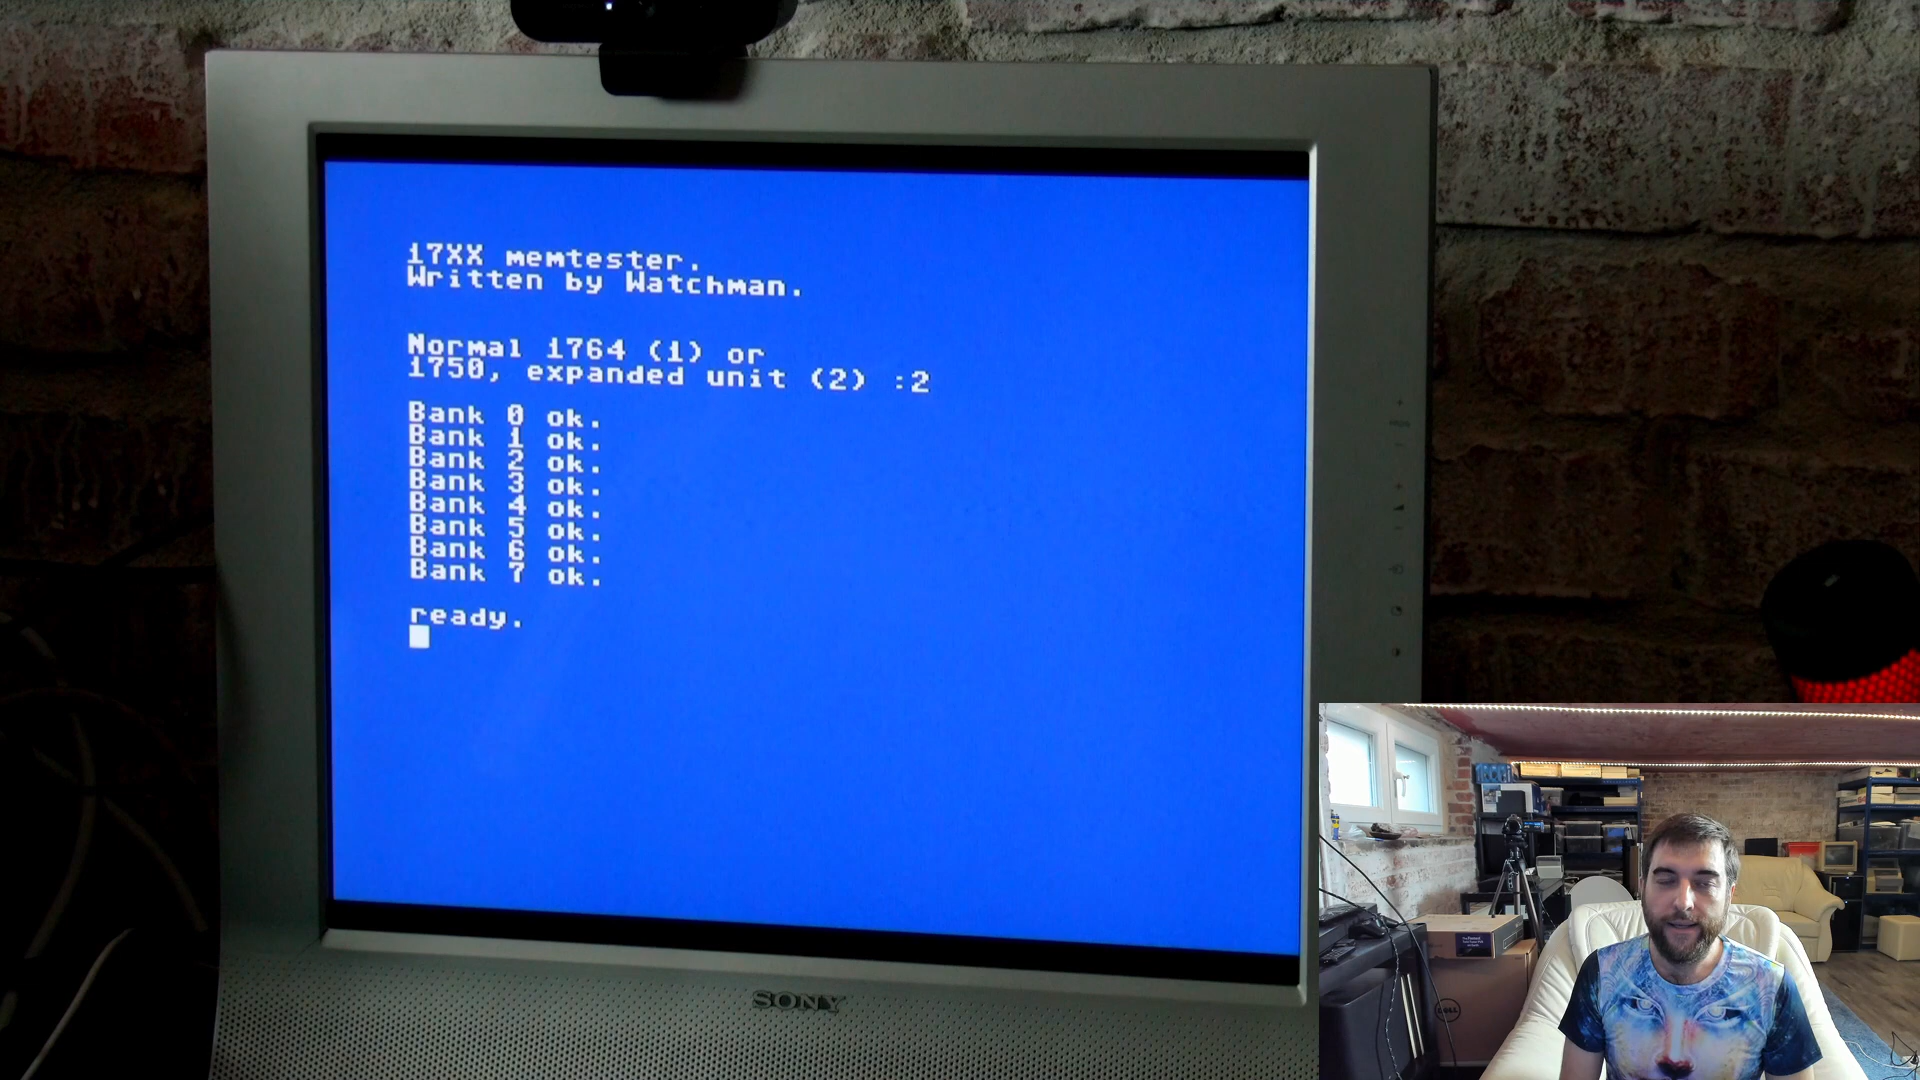 17XX memtester.
Written by Watchman.
Normal 1764 (1) or
1750, expanded unit (2) :2
Bank 0 ok.
Bank 1 ok.
Bank 2 ok.
Bank 3 ok.
Bank 4 ok.
Bank 5 ok.
Bank 6 ok.
Bank 7 ok.
ready.
SONY
DELL